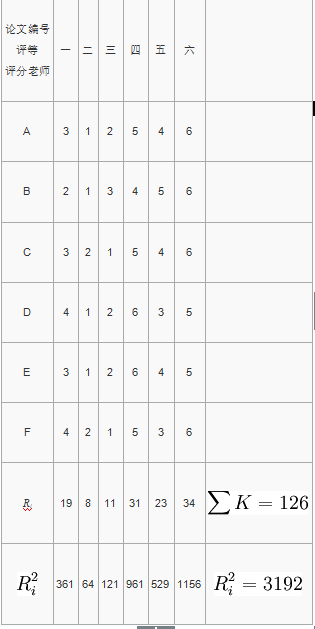 论文编号 评等 评分老师 一 二 三 四 五 六
A 3 1 2 5 4 6
B 2 1 3 4 5 6
C 3 2 1 5 4 6
D 4 1 2 6 3 5
E 3 1 2 6 4 5
F 4 2 1 5 3 6
R 19 8 11 31 23 34 ∑K = 126
R_i^2 361 64 121 961 529 1156 R_i^2 = 3192